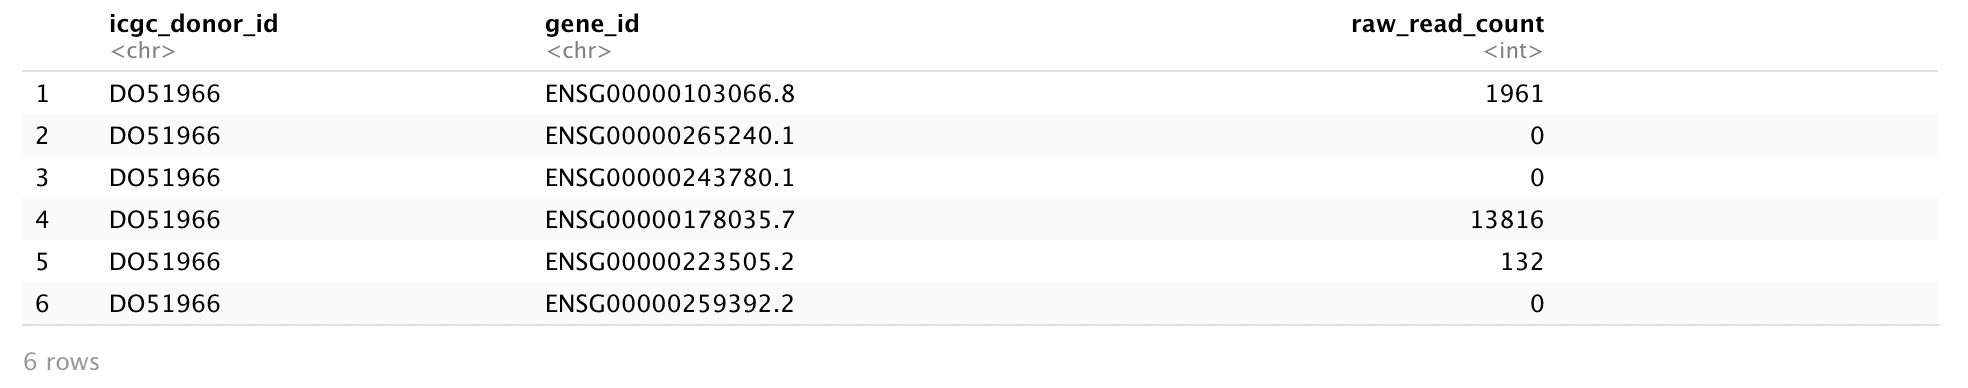 icgc_donor_id gene_id raw_read_count
<chr> <chr> <int>
1 DO51966 ENSG00000103066.8 1961
2 DO51966 ENSG00000265240.1 0
3 DO51966 ENSG00000243780.1 0
4 DO51966 ENSG00000178035.7 13816
5 DO51966 ENSG00000223505.2 132
6 DO51966 ENSG00000259392.2 0
6 rows